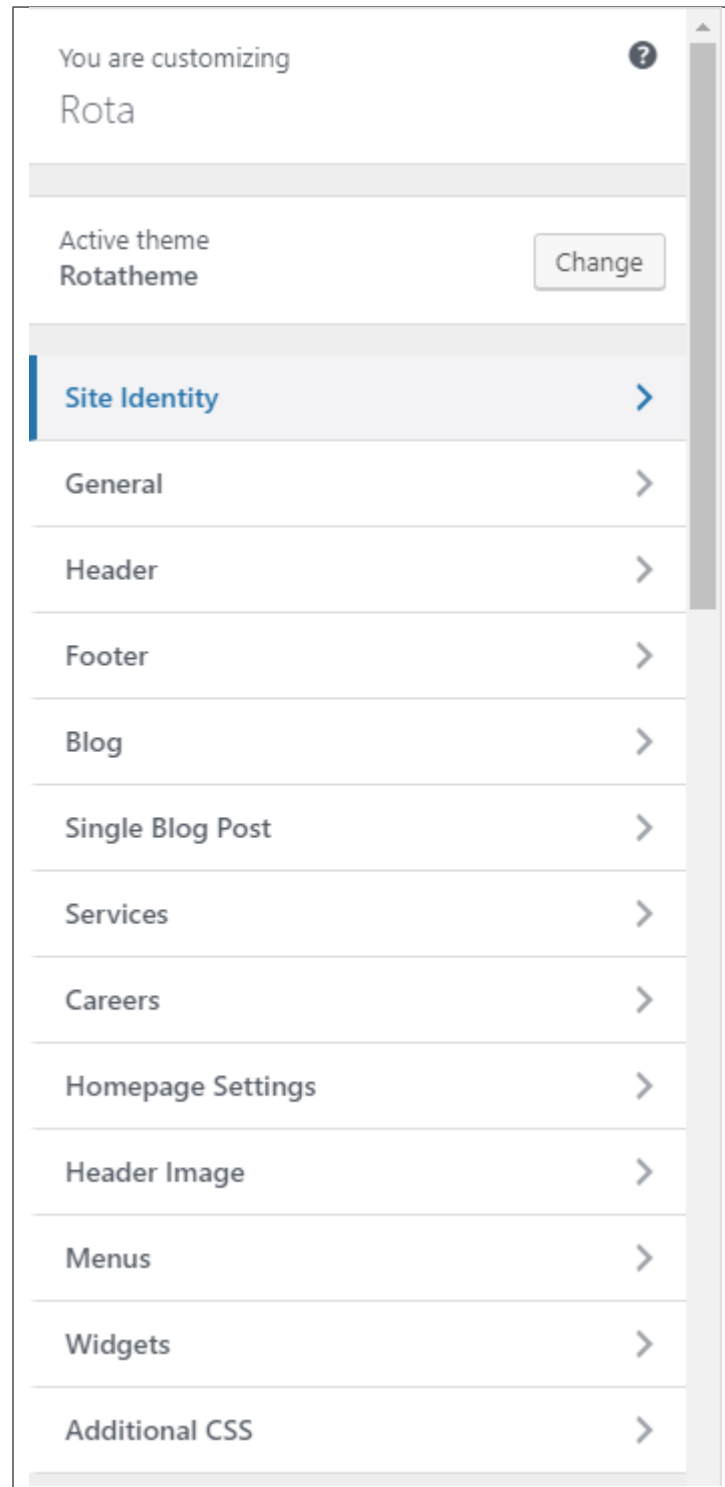 You are customizing
Rota
Active theme
Rotatheme
Change
Site Identity
General
Header
Footer
Blog
Single Blog Post
Services
Careers
Homepage Settings
Header Image
Menus
Widgets
Additional CSS